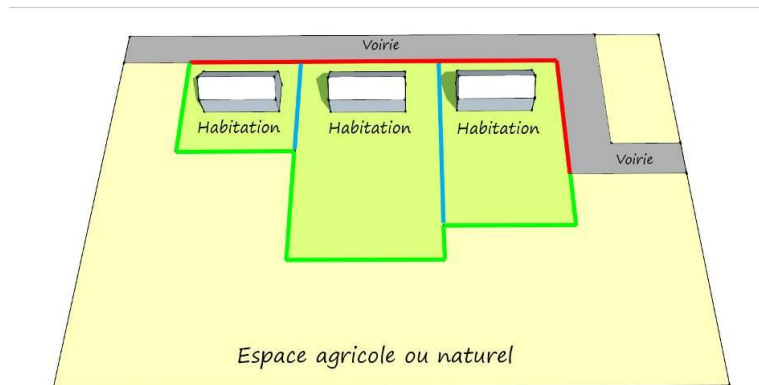 Voirie
Habitation
Habitation
Habitation
Voirie
Espace agricole ou naturel